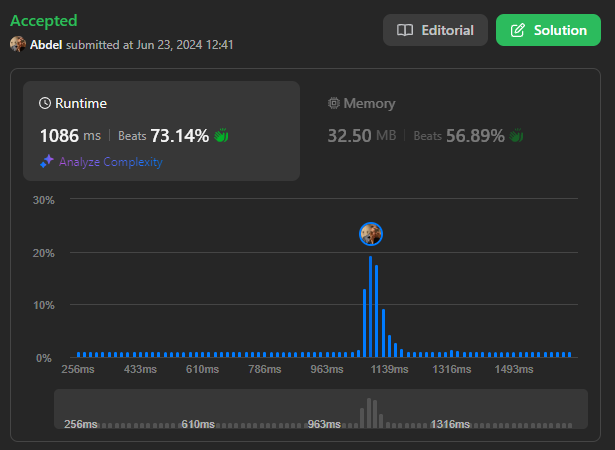 Accepted
Abdel submitted at Jun 23, 2024 12:41
Editorial
Solution
Runtime
1086 ms | Beats 73.14%
Analyze Complexity
Memory
32.50 MB | Beats 56.89%
30%
20%
10%
0%
256ms 433ms 610ms 786ms 963ms 1139ms 1316ms 1493ms
256ms 610ms 963ms 1316ms